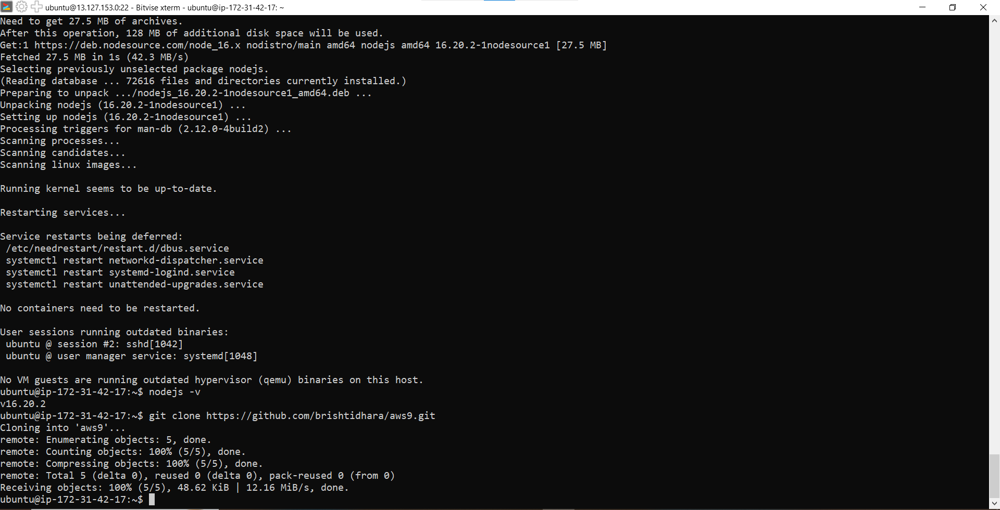 ubuntu@13.127.153.0:22 - Bitvise xterm - ubuntu@ip-172-31-42-17: ~
Need to get 27.5 MB of archives.
After this operation, 128 MB of additional disk space will be used.
Get:1 https://deb.nodesource.com/node_16.x nodistro/main amd64 nodejs amd64 16.20.2-1nodesource1 [27.5 MB]
Fetched 27.5 MB in 1s (42.3 MB/s)
Selecting previously unselected package nodejs.
(Reading database ... 72616 files and directories currently installed.)
Preparing to unpack .../nodejs_16.20.2-1nodesource1_amd64.deb ...
Unpacking nodejs (16.20.2-1nodesource1) ...
Setting up nodejs (16.20.2-1nodesource1) ...
Processing triggers for man-db (2.12.0-4build2) ...
Scanning processes...
Scanning candidates...
Scanning linux images...
Running kernel seems to be up-to-date.
Restarting services...
Service restarts being deferred:
 /etc/needrestart/restart.d/dbus.service
 systemctl restart networkd-dispatcher.service
 systemctl restart systemd-logind.service
 systemctl restart unattended-upgrades.service
No containers need to be restarted.
User sessions running outdated binaries:
 ubuntu @ session #2: sshd[1042]
 ubuntu @ user manager service: systemd[1048]
No VM guests are running outdated hypervisor (qemu) binaries on this host.
ubuntu@ip-172-31-42-17:~$ nodejs -v
v16.20.2
ubuntu@ip-172-31-42-17:~$ git clone https://github.com/brishtidhara/aws9.git
Cloning into 'aws9'...
remote: Enumerating objects: 5, done.
remote: Counting objects: 100% (5/5), done.
remote: Compressing objects: 100% (5/5), done.
remote: Total 5 (delta 0), reused 0 (delta 0), pack-reused 0 (from 0)
Receiving objects: 100% (5/5), 48.62 KiB | 12.16 MiB/s, done.
ubuntu@ip-172-31-42-17:~$